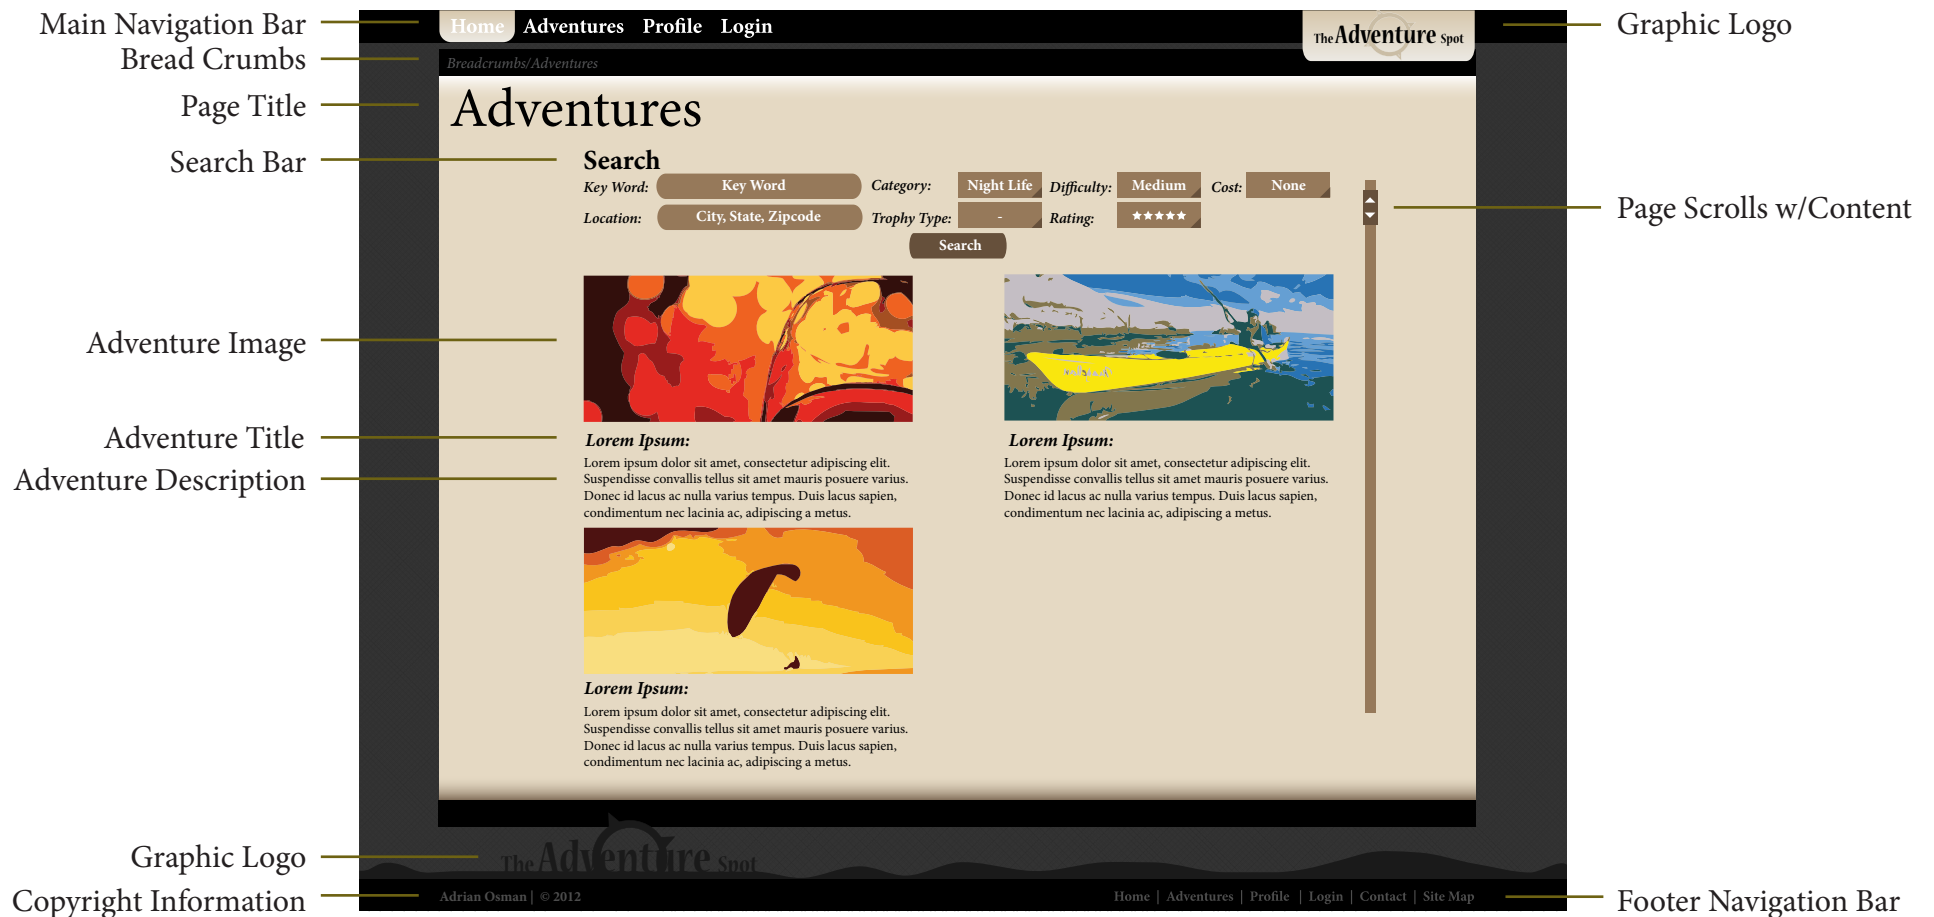 Main Navigation Bar
Home Adventures Profile Login
The Adventure Spot
Graphic Logo
Bread Crumbs
Breadcrumbs/Adventures
Page Title
Adventures
Search Bar
Search
Key Word: Key Word Category: Night Life Difficulty: Medium Cost: None
Location: City, State, Zipcode Trophy Type: - Rating: ★★★★★
Page Scrolls w/Content
Search
Adventure Image
Adventure Title
Lorem Ipsum:
Adventure Description
Lorem ipsum dolor sit amet, consectetur adipiscing elit.
Suspendisse convallis tellus sit amet mauris posuere varius.
Donec id lacus ac nulla varius tempus. Duis lacus sapien,
condimentum nec lacinia ac, adipiscing a metus.
Lorem Ipsum:
Lorem ipsum dolor sit amet, consectetur adipiscing elit.
Suspendisse convallis tellus sit amet mauris posuere varius.
Donec id lacus ac nulla varius tempus. Duis lacus sapien,
condimentum nec lacinia ac, adipiscing a metus.
Lorem Ipsum:
Lorem ipsum dolor sit amet, consectetur adipiscing elit.
Suspendisse convallis tellus sit amet mauris posuere varius.
Donec id lacus ac nulla varius tempus. Duis lacus sapien,
condimentum nec lacinia ac, adipiscing a metus.
Graphic Logo
The Adventure Spot
Copyright Information
Adrian Osman | © 2012
Home | Adventures | Profile | Login | Contact | Site Map
Footer Navigation Bar